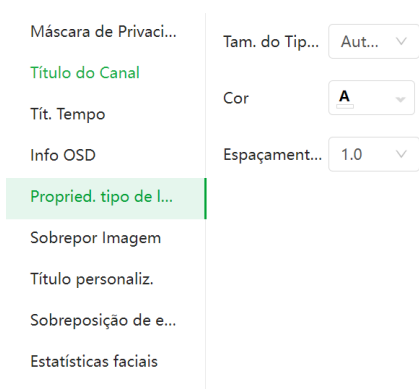 Máscara de Privaci...
Título do Canal
Tít. Tempo
Info OSD
Propried. tipo de l...
Sobrepor Imagem
Título personaliz.
Sobreposição de e...
Estatísticas faciais
Tam. do Tip... Aut...
Cor A
Espaçament... 1.0